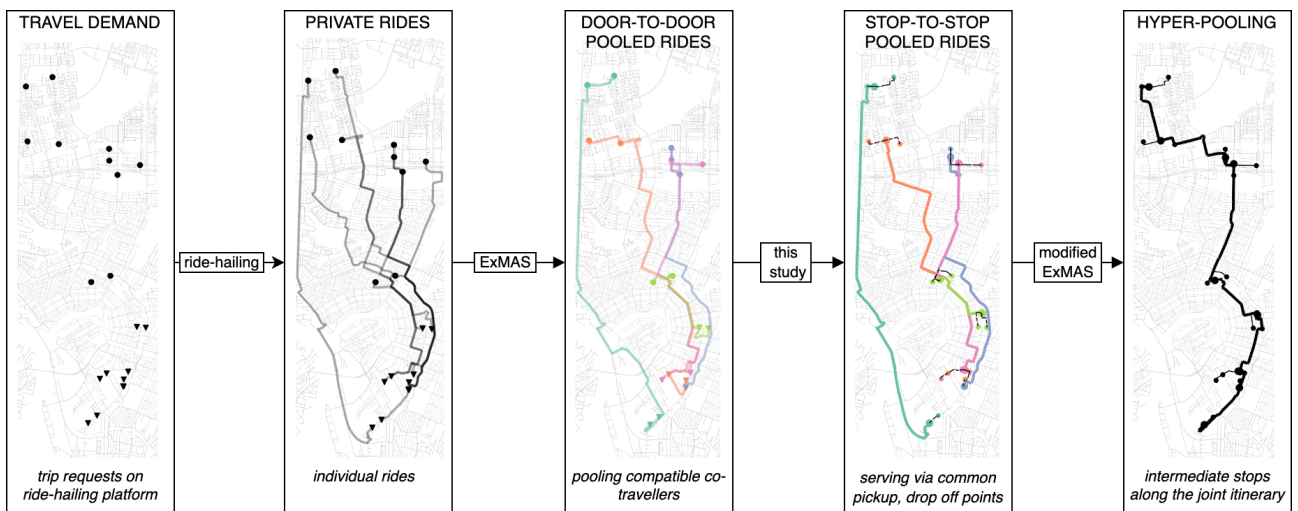 TRAVEL DEMAND
trip requests on
ride-hailing platform
ride-hailing
PRIVATE RIDES
individual rides
ExMAS
DOOR-TO-DOOR
POOLED RIDES
pooling compatible co-
travellers
this
study
STOP-TO-STOP
POOLED RIDES
serving via common
pickup, drop off points
modified
ExMAS
HYPER-POOLING
intermediate stops
along the joint itinerary